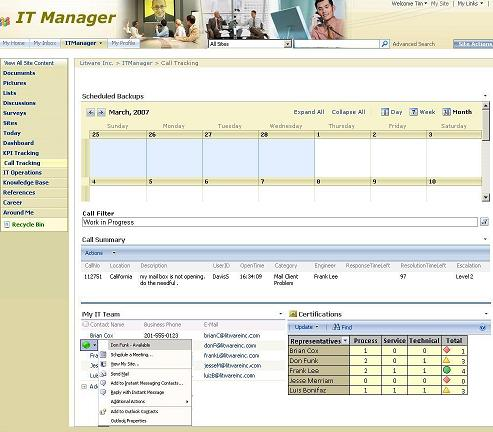 IT Manager
Welcome Tim
My Site
My Links
My Home
My Inbox
ITManager
My Profile
All Sites
Advanced Search
Site Actions
View All Site Content
Documents
Pictures
Lists
Discussions
Surveys
Sites
Today
Dashboard
KPI Tracking
Call Tracking
IT Operations
Knowledge Base
References
Career
Around Me
Recycle Bin
Litware Inc. > ITManager > Call Tracking
Scheduled Backups
March, 2007
Expand All Collapse All
1 Day
7 Week
31 Month
Sunday Monday Tuesday Wednesday Thursday Friday Saturday
25 26 27 28 1 2 3
4 5 6 7 8 9 10
Call Filter
Work in Progress
Call Summary
Actions
CallNo Location Description UserID OpenTime Category Engineer ResponseTimeLeft ResolutionTimeLeft Escalation
112751 California my mail box is not opening. DavisS 16:34:09 Mail Client Frank Lee 97 Level 2
do the needful . Problem
My IT Team
Contact Name Business Phone E-Mail
Brian Cox 201-555-0123 brianC@litwareinc.com
donF@litwareinc.com
Fra frankL@litwareinc.com
Jess jesseM@litwareinc.com
Luis luizB@litwareinc.com
Add
Don Funk - Available
Schedule a Meeting...
View My Site...
Send Mail
Add to Instant Messaging Contacts...
Reply with Instant Message
Additional Actions
Add to Outlook Contacts
Outlook Properties
Certifications
Update
Find
Representatives Process Service Technical Total
Brian Cox 1 0 0 1
Don Funk 2 1 0 3
Frank Lee 1 1 2 4
Jesse Merriam 0 0 0 0
Luis Bonifaz 1 1 1 3